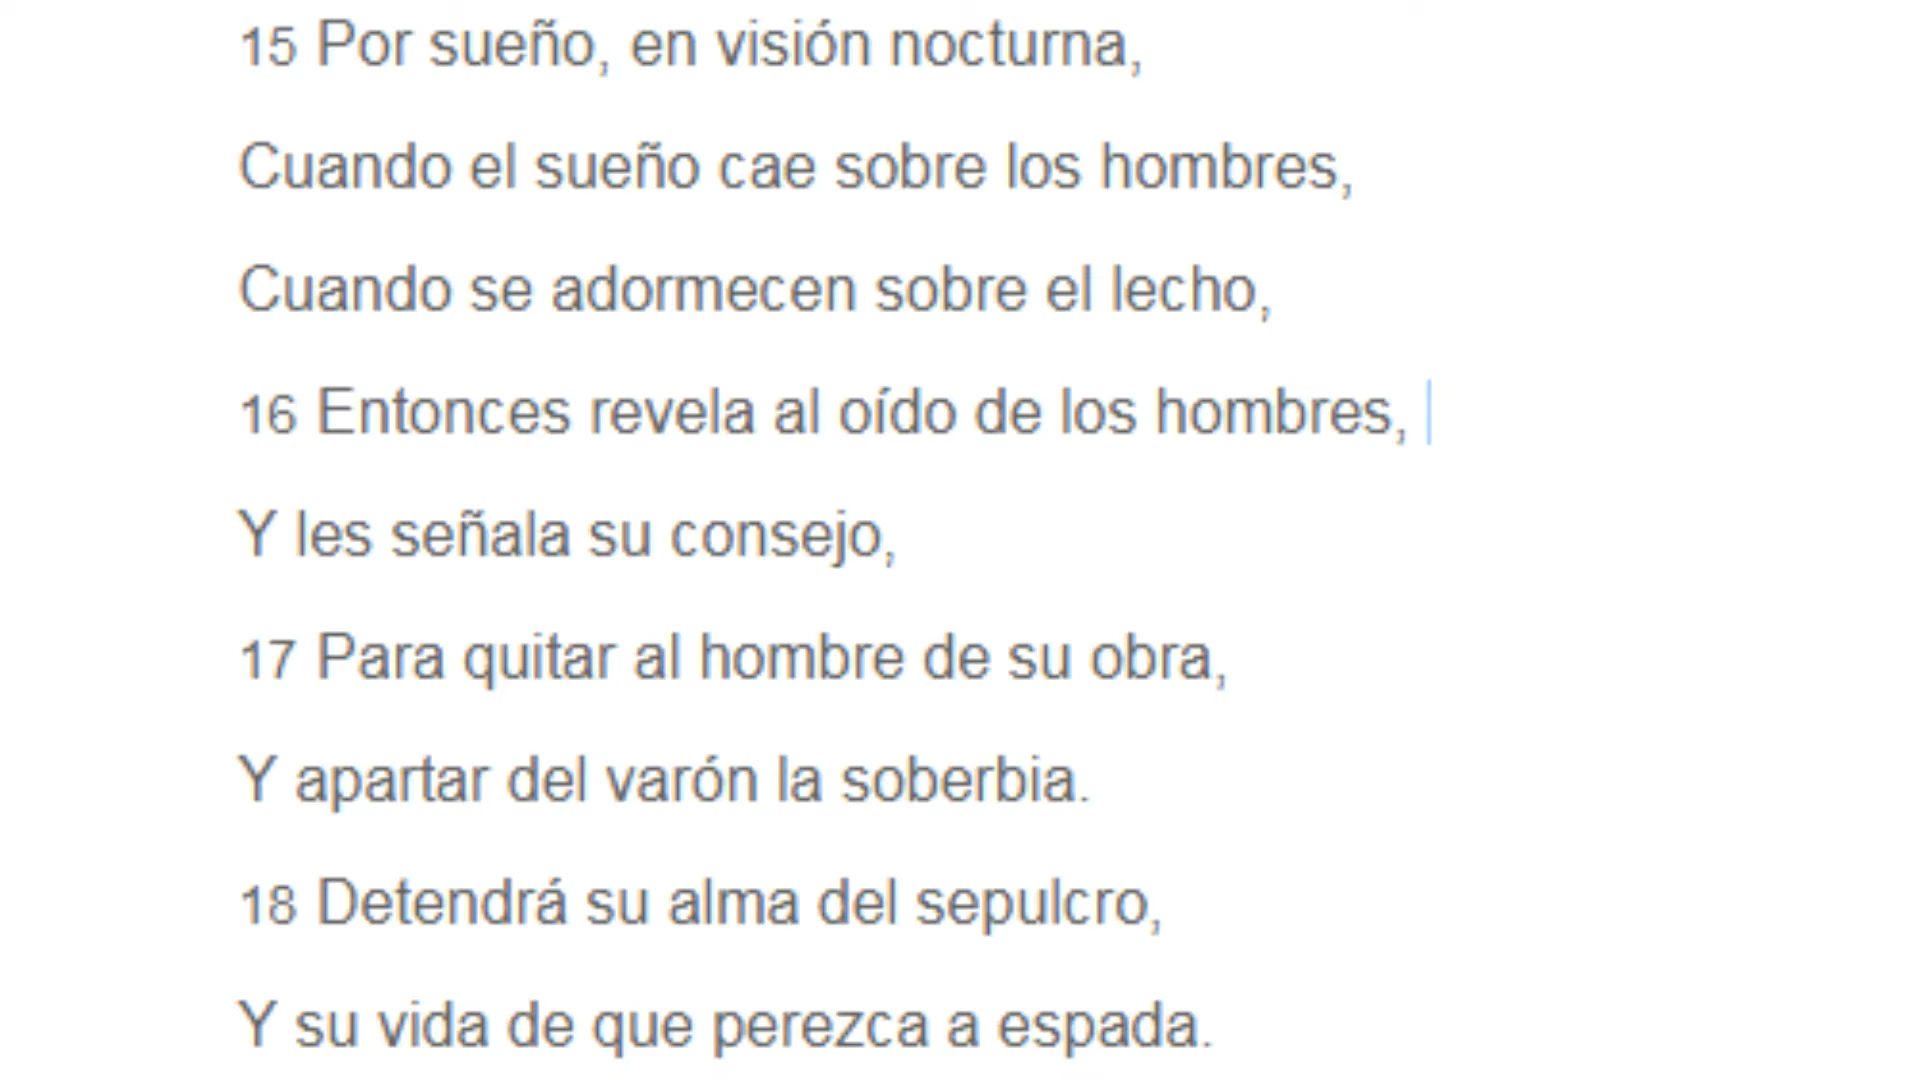 15 Por sueño, en visión nocturna,
Cuando el sueño cae sobre los hombres,
Cuando se adormecen sobre el lecho,
16 Entonces revela al oído de los hombres,
Y les señala su consejo,
17 Para quitar al hombre de su obra,
Y apartar del varón la soberbia.
18 Detendrá su alma del sepulcro,
Y su vida de que perezca a espada.